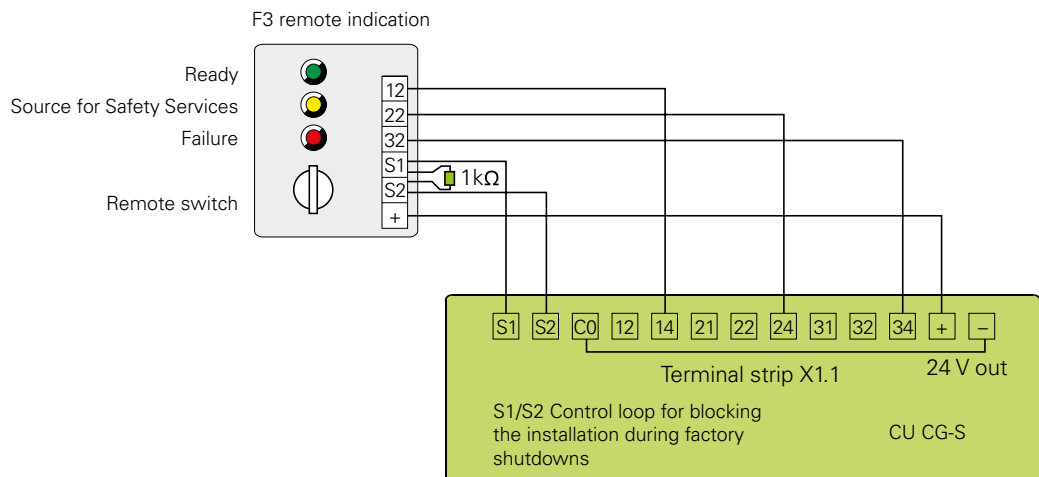 F3 remote indication
Ready
Source for Safety Services
Failure
Remote switch
12
22
32
S1
S2
+
1kΩ
S1 S2 C0 12 14 21 22 24 31 32 34 + –
Terminal strip X1.1
24 V out
S1/S2 Control loop for blocking
the installation during factory
shutdowns
CU CG-S